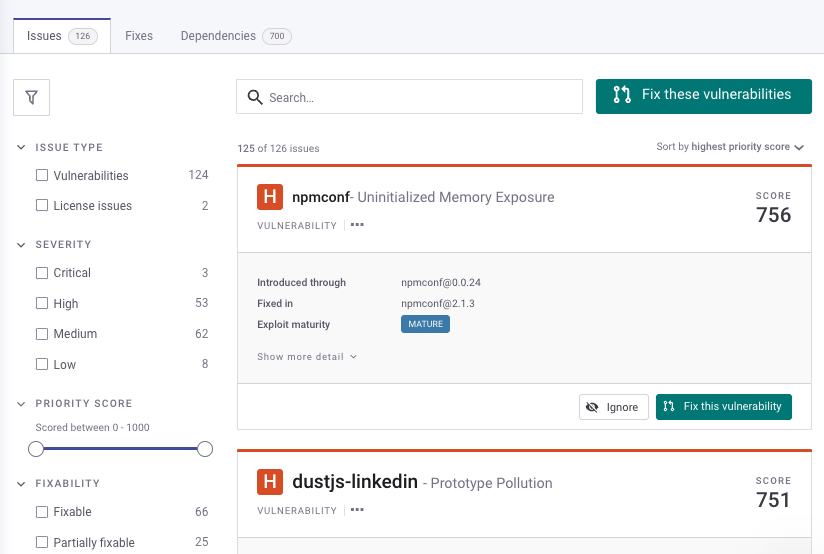 Issues 126 Fixes Dependencies 700
Search...
Fix these vulnerabilities
ISSUE TYPE
Vulnerabilities 124
License issues 2
SEVERITY
Critical 3
High 53
Medium 62
Low 8
PRIORITY SCORE
Scored between 0 - 1000
FIXABILITY
Fixable 66
Partially fixable 25
125 of 126 issues
Sort by highest priority score
H npmconf- Uninitialized Memory Exposure
VULNERABILITY
SCORE
756
Introduced through npmconf@0.0.24
Fixed in npmconf@2.1.3
Exploit maturity MATURE
Show more detail
Ignore
Fix this vulnerability
H dustjs-linkedin - Prototype Pollution
VULNERABILITY
SCORE
751